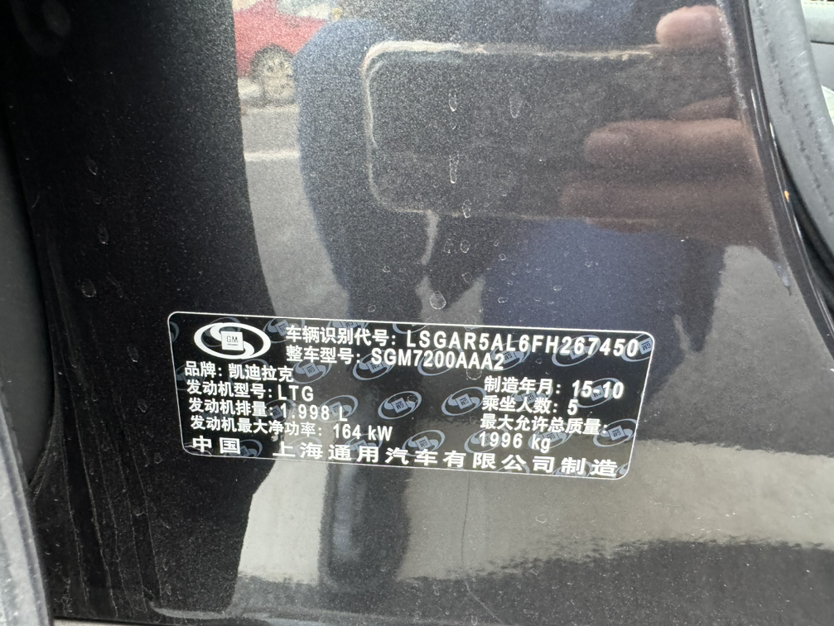 GM
车辆识别代号: LSGAR5AL6FH267450
整车型号: SGM7200AAA2
品牌: 凯迪拉克
制造年月: 15-10
发动机型号: LTG
乘坐人数: 5
发动机排量: 1.998 L
最大允许总质量:
1996 kg
发动机最大净功率: 164 kW
中国 上海通用汽车有限公司制造